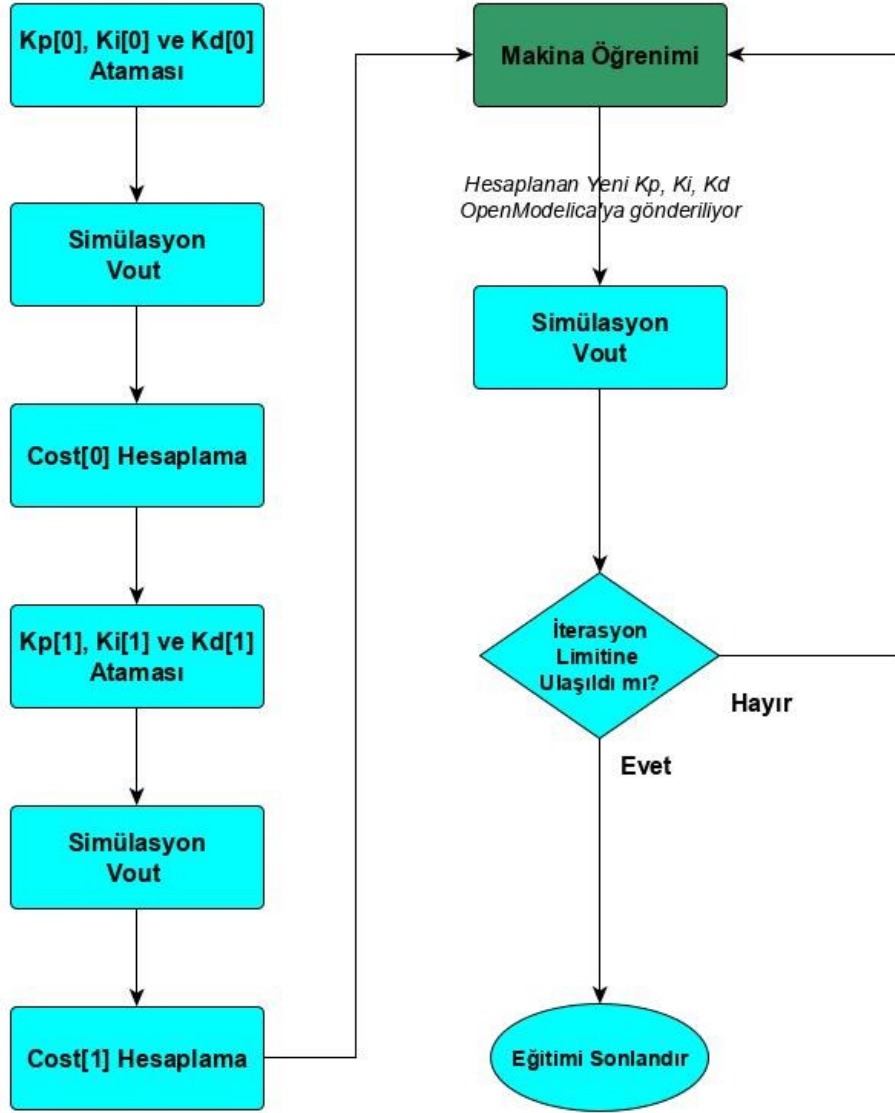 Kp[0], Ki[0] ve Kd[0]
Ataması
Simülasyon
Vout
Cost[0] Hesaplama
Kp[1], Ki[1] ve Kd[1]
Ataması
Simülasyon
Vout
Cost[1] Hesaplama
Makina Öğrenimi
Hesaplanan Yeni Kp, Ki, Kd
OpenModelica'ya gönderiliyor
Simülasyon
Vout
İterasyon
Limitine
Ulaşıldı mı?
Hayır
Evet
Eğitimi Sonlandır